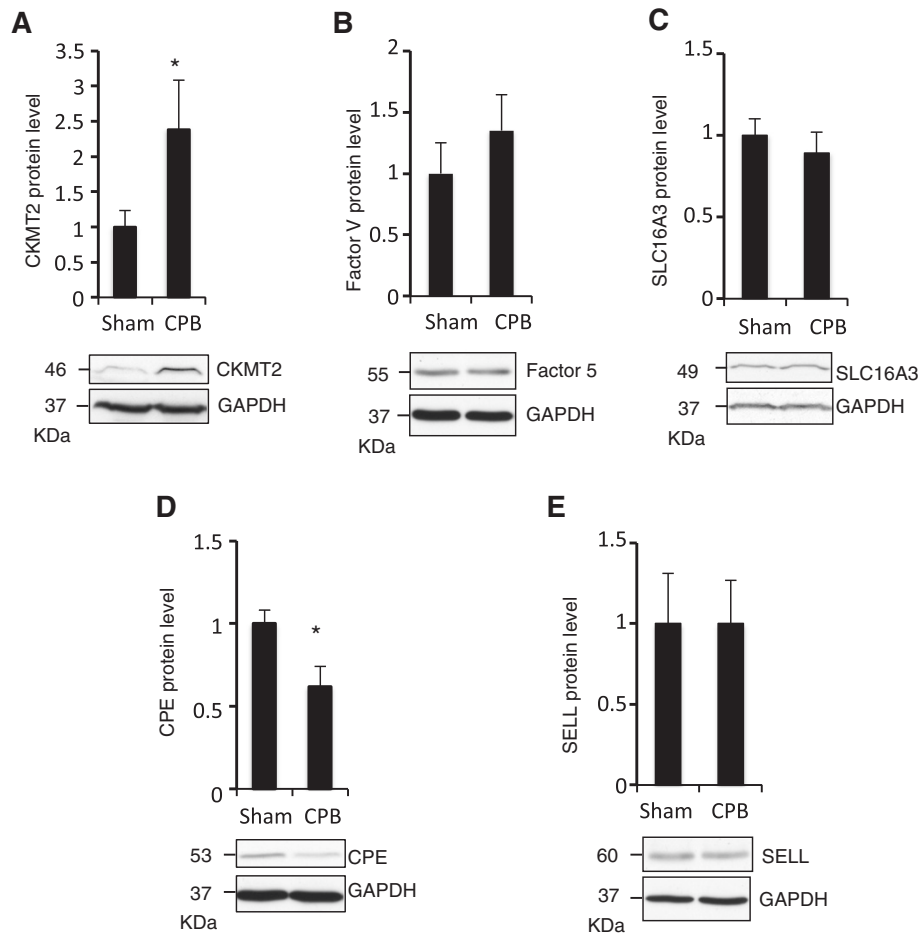 A
CKMT2 protein level
3.5
3
2.5
2
1.5
1
0.5
0
*
Sham CPB
46 CKMT2
37 GAPDH
KDa
B
Factor V protein level
2
1.5
1
0.5
0
Sham CPB
55 Factor 5
37 GAPDH
KDa
C
SLC16A3 protein level
1.5
1
0.5
0
Sham CPB
49 SLC16A3
37 GAPDH
KDa
D
CPE protein level
1.5
1
0.5
0
*
Sham CPB
53 CPE
37 GAPDH
KDa
E
SELL protein level
1.5
1
0.5
0
Sham CPB
60 SELL
37 GAPDH
KDa